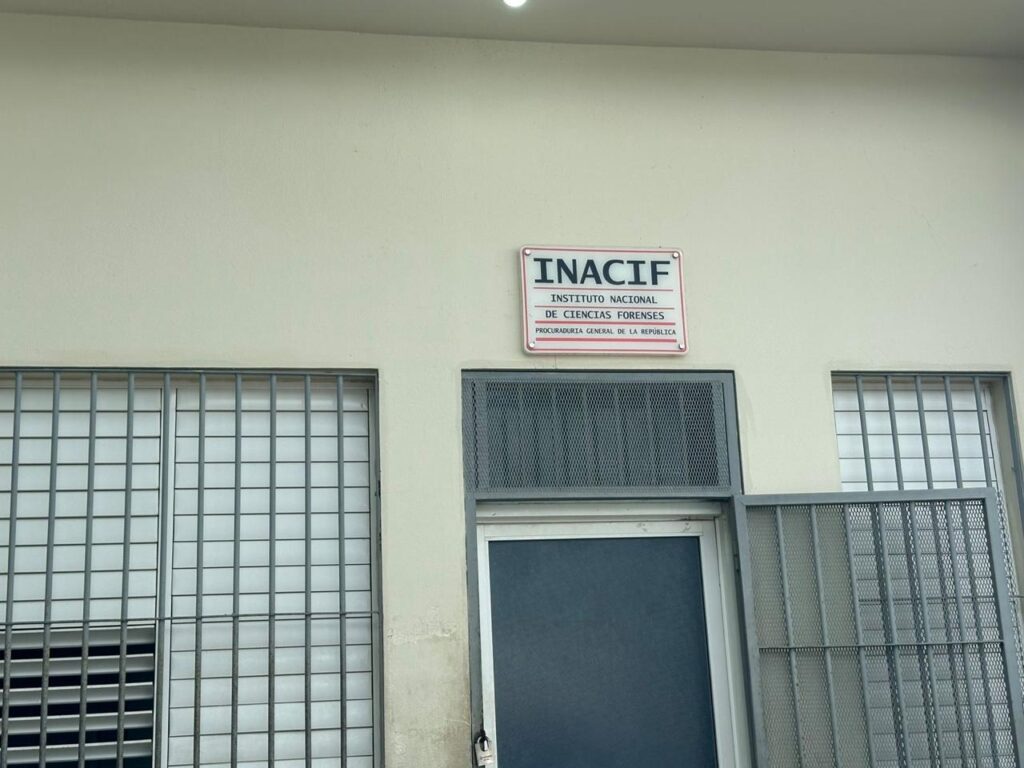 INACIF
INSTITUTO NACIONAL
DE CIENCIAS FORENSES
PROCURADURIA GENERAL DE LA REPÚBLICA